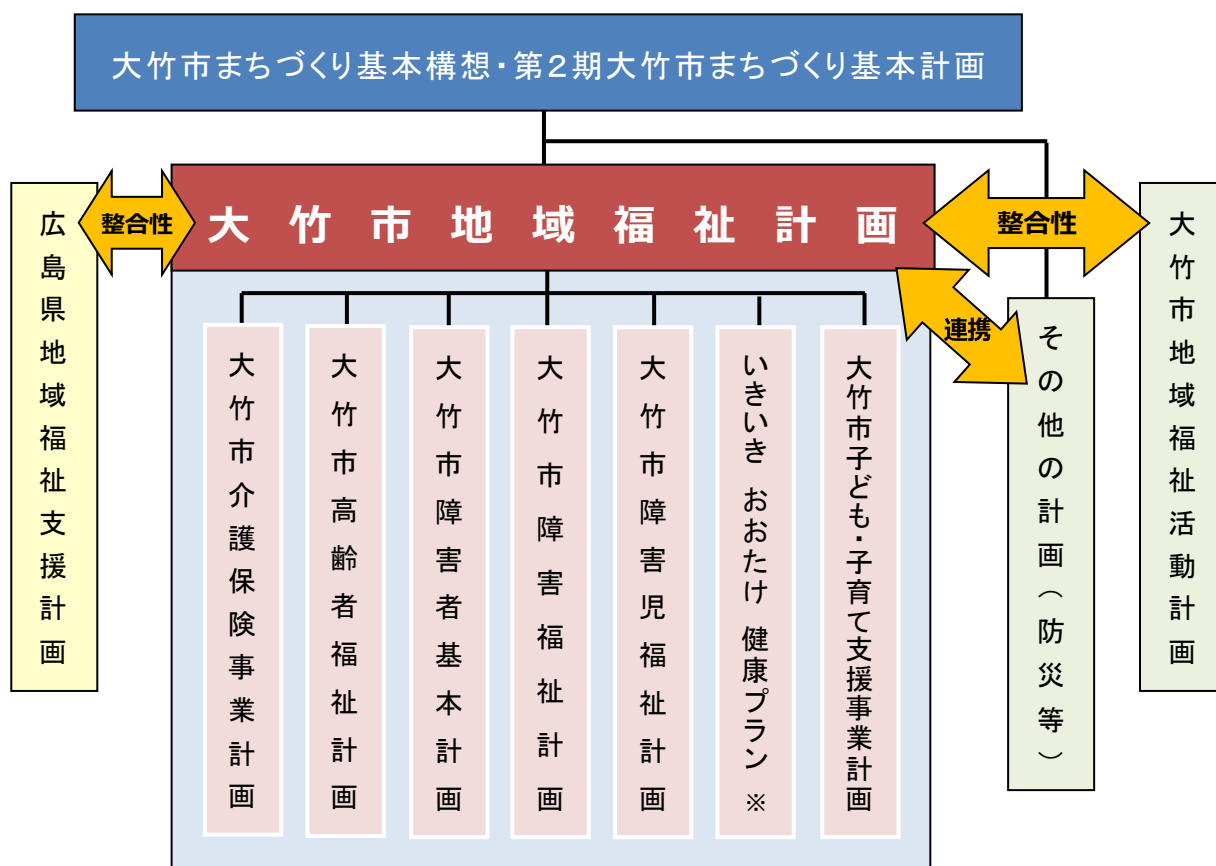 大竹市まちづくり基本構想・第2期大竹市まちづくり基本計画
広島県地域福祉支援計画
整合性
大竹市地域福祉計画
整合性
大竹市地域福祉活動計画
連携
その他の計画（防災等）
大竹市介護保険事業計画
大竹市高齢者福祉計画
大竹市障害者基本計画
大竹市障害福祉計画
大竹市障害児福祉計画
いきいき おおたけ 健康プラン ※
大竹市子ども・子育て支援事業計画